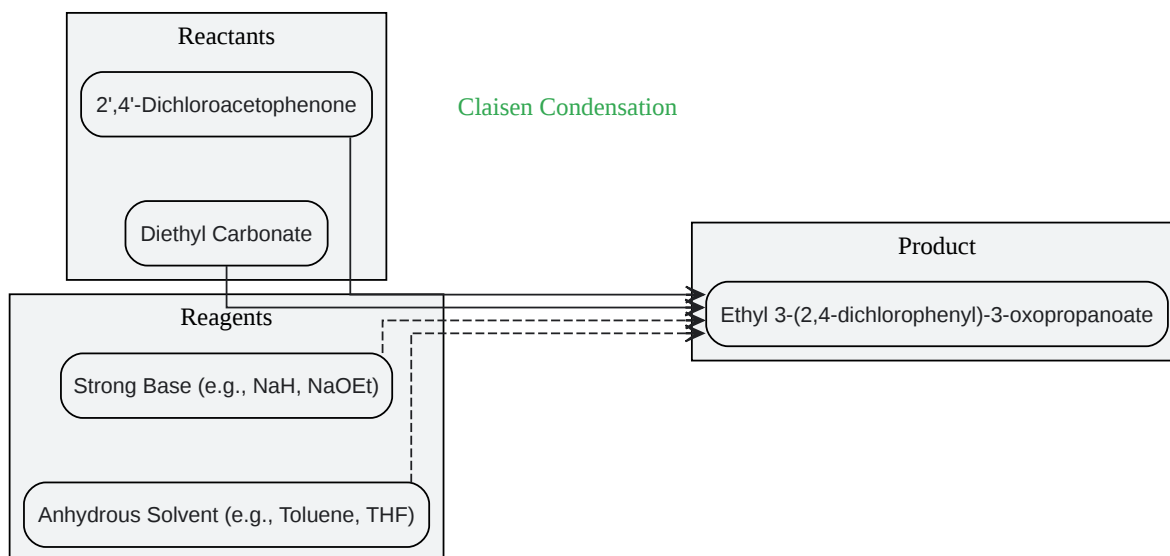 Reactants
2',4'-Dichloroacetophenone
Claisen Condensation
Diethyl Carbonate
Product
Ethyl 3-(2,4-dichlorophenyl)-3-oxopropanoate
Reagents
Strong Base (e.g., NaH, NaOEt)
Anhydrous Solvent (e.g., Toluene, THF)